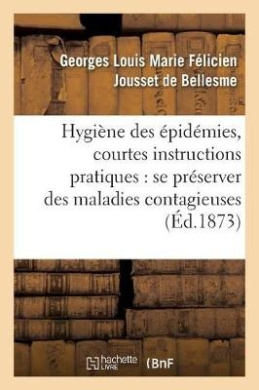 Georges Louis Marie Félicien
Jousset de Bellesme
Hygiène des épidémies, courtes
instructions pratiques : se préserver
des maladies contagieuses
(Éd.1873)
hachette
LIVRE
(BnF